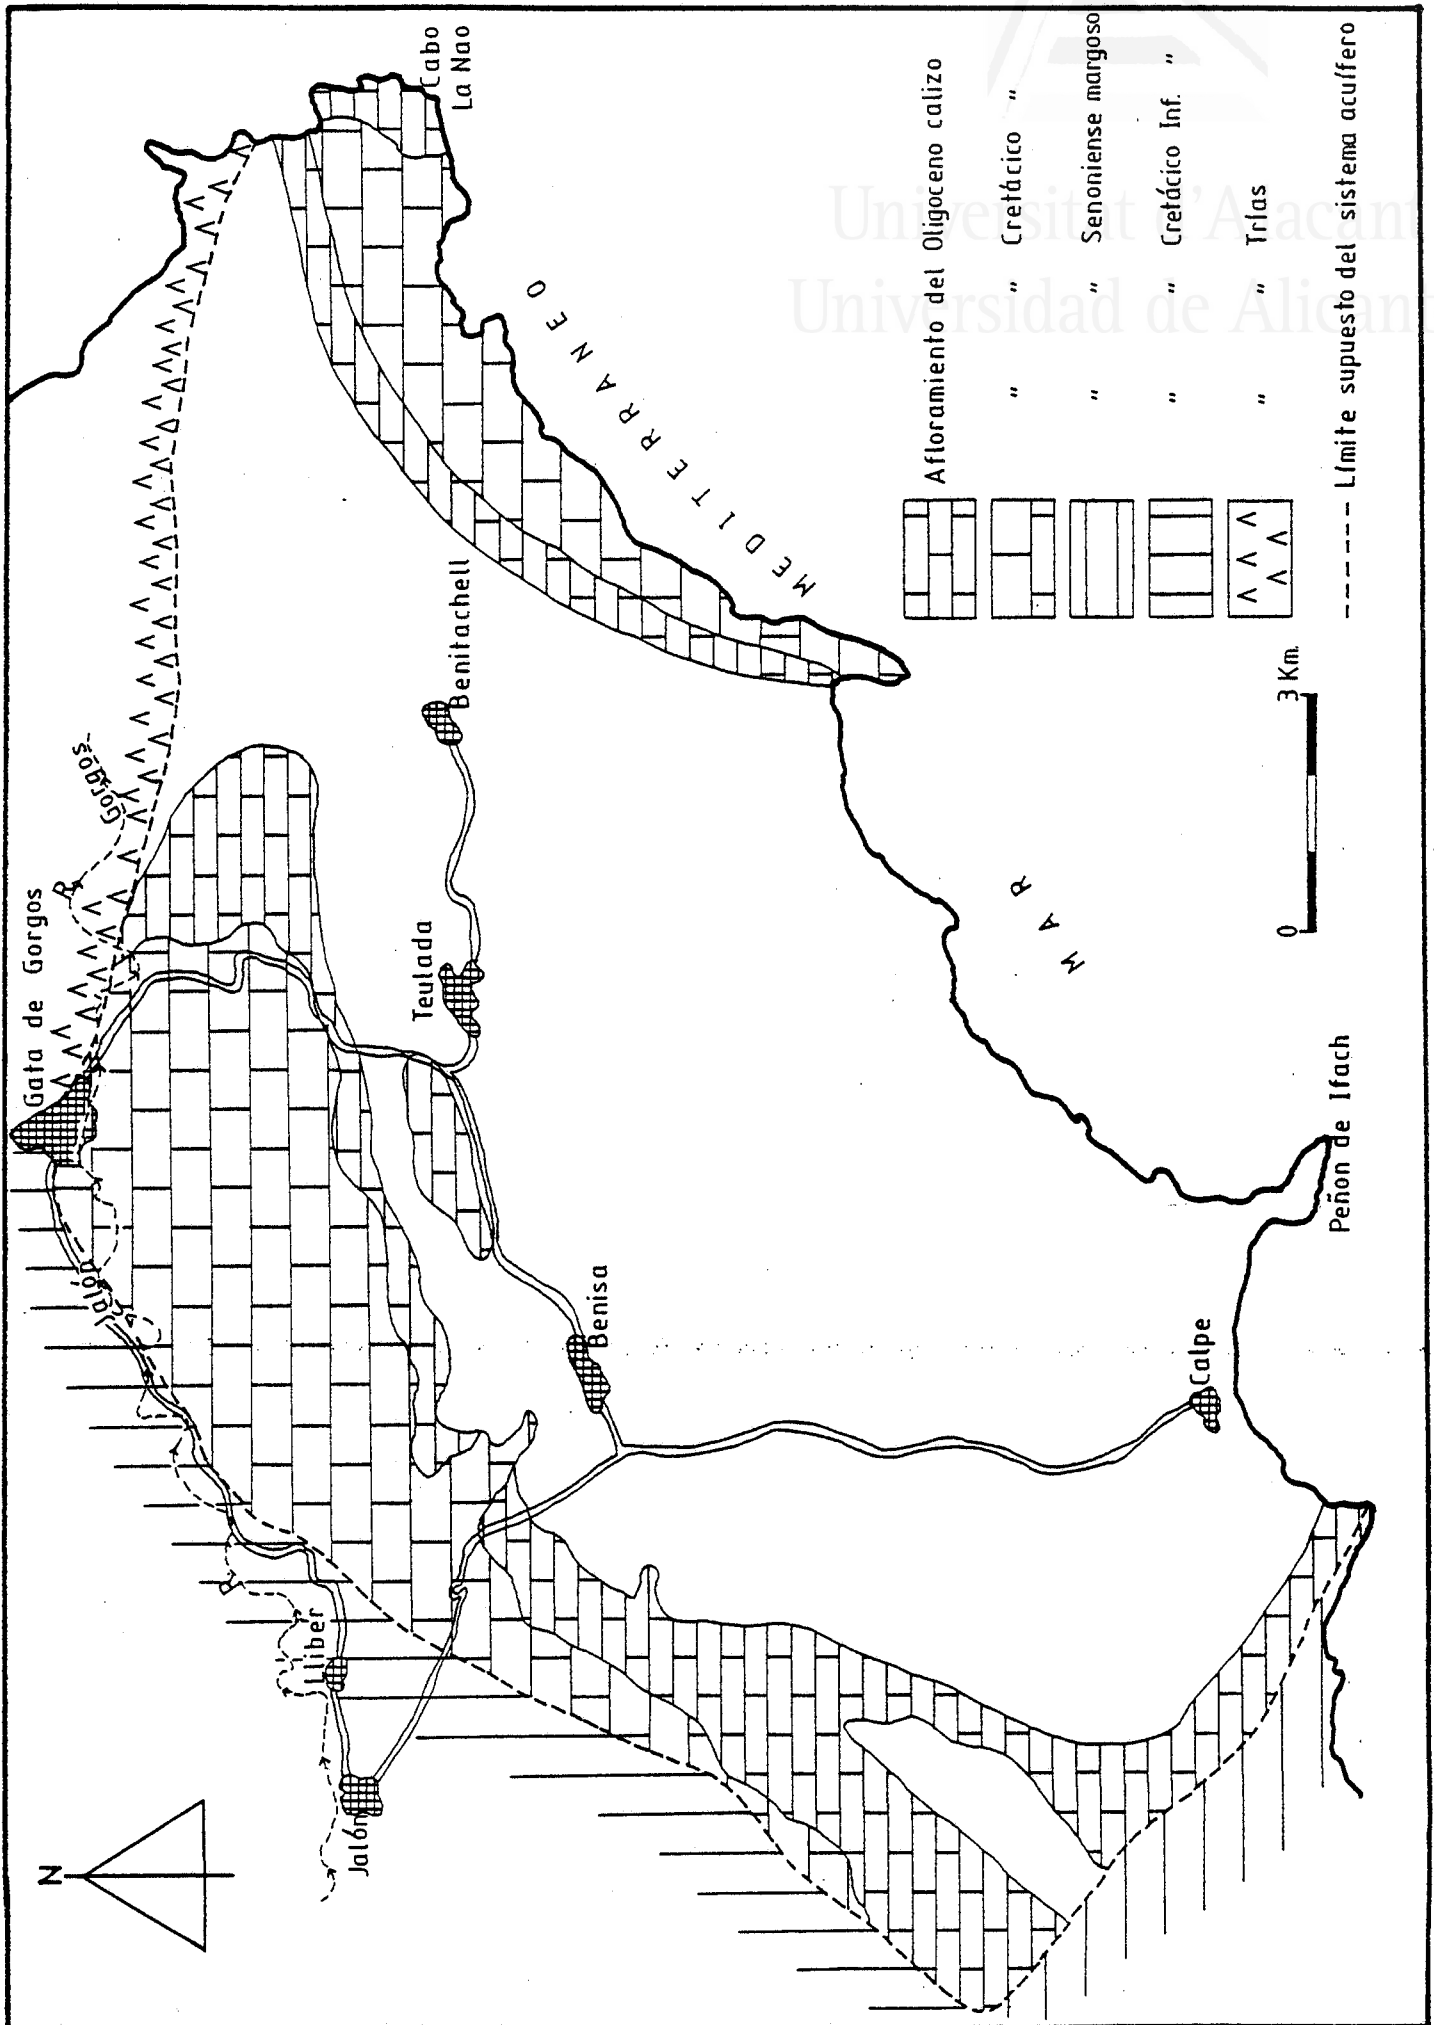 N
Gata de Gorgos
R. Gorgos
R. Jalón
Lliber
Jalón
Teulada
Benitachell
Benisa
Calpe
Peñon de Ifach
Cabo
La Nao
MAR MEDITERRANEO
0 3 Km.
Afloramiento del Oligoceno calizo
" " Cretácico "
" " Senoniense margoso
" " Cretácico Inf. "
" " Trías
Límite supuesto del sistema acuífero
Universitat d'Alacant
Universidad de Alicante